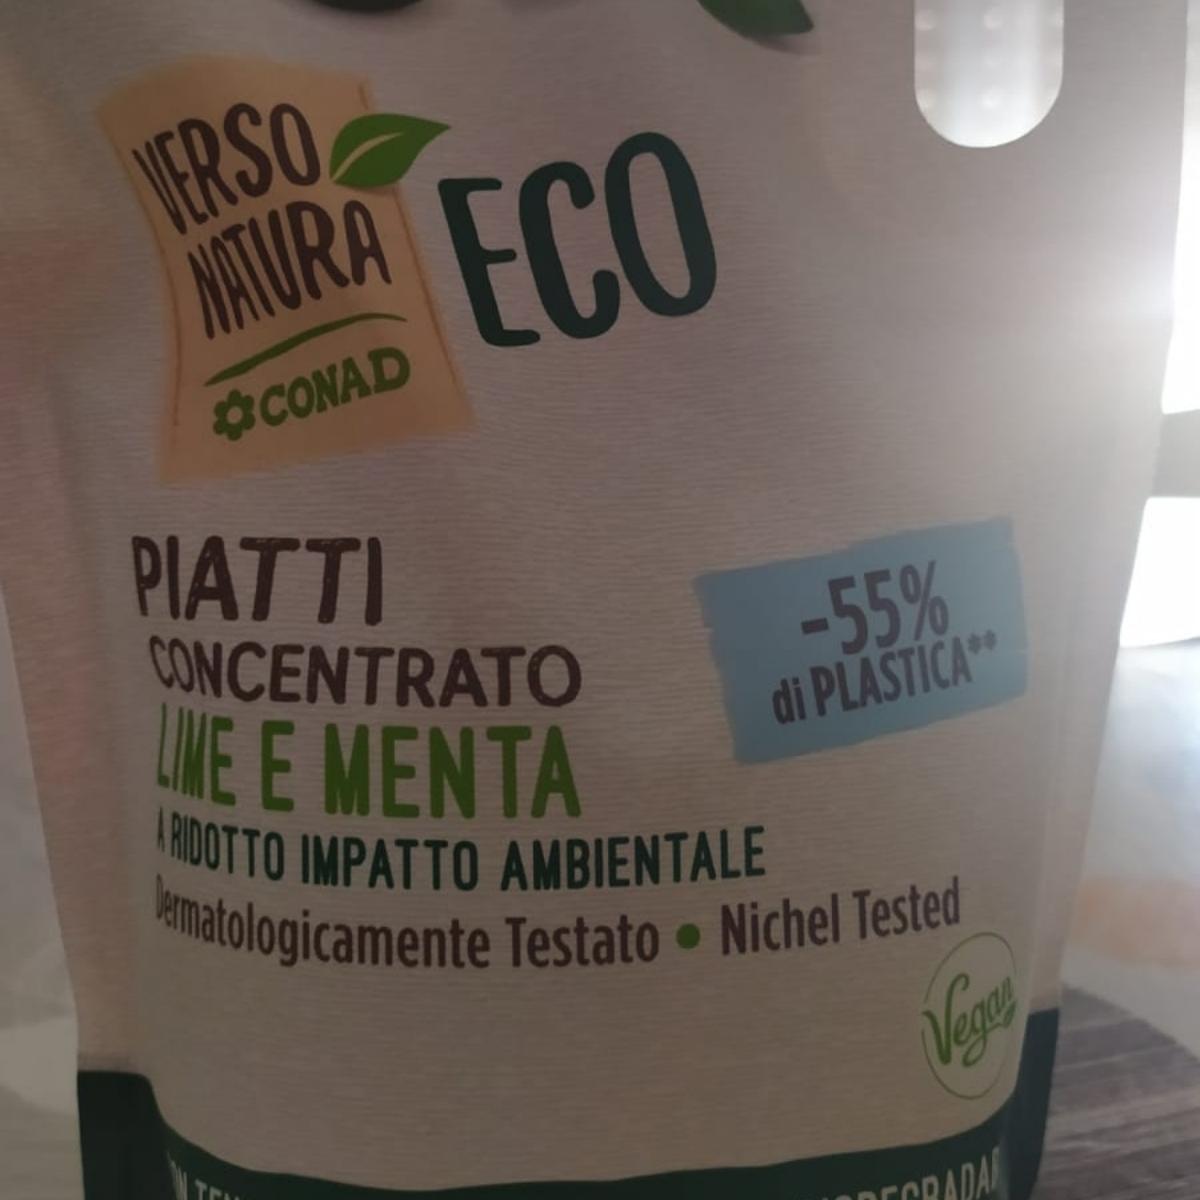 VERSO
NATURA
CONAD
ECO
PIATTI
CONCENTRATO
LIME E MENTA
A RIDOTTO IMPATTO AMBIENTALE
Dermatologicamente Testato • Nichel Tested
-55%
di PLASTICA**
Vegan